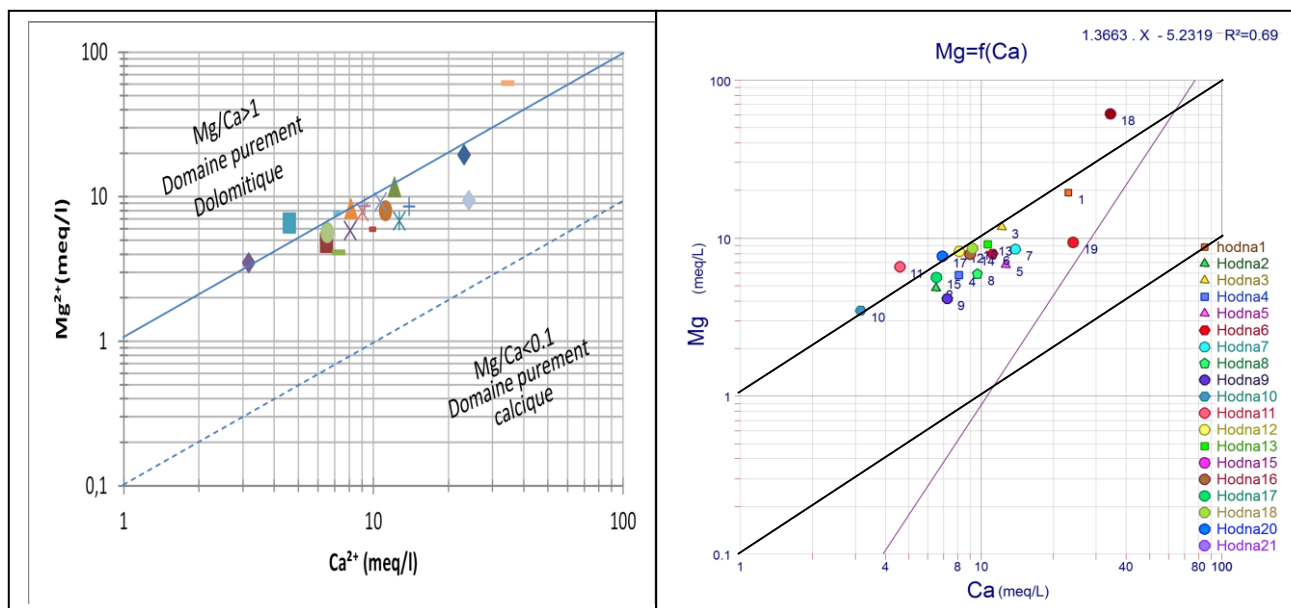 100
10
1
0,1
1
10
100
Mg²⁺(meq/l)
Ca²⁺ (meq/l)
Mg/Ca>1
Domaine purement
Dolomitique
Mg/Ca<0.1
Domaine purement
calcique
1.3663 . X - 5.2319 R²=0.69
Mg=f(Ca)
100
10
1
0.1
Mg (meq/L)
1
4
8
10
40
80
100
Ca (meq/L)
18
1
3
19
7
13
6
5
17
12
14
11
15
4
8
9
10
hodna1
Hodna2
Hodna3
Hodna4
Hodna5
Hodna6
Hodna7
Hodna8
Hodna9
Hodna10
Hodna11
Hodna12
Hodna13
Hodna15
Hodna16
Hodna17
Hodna18
Hodna20
Hodna21